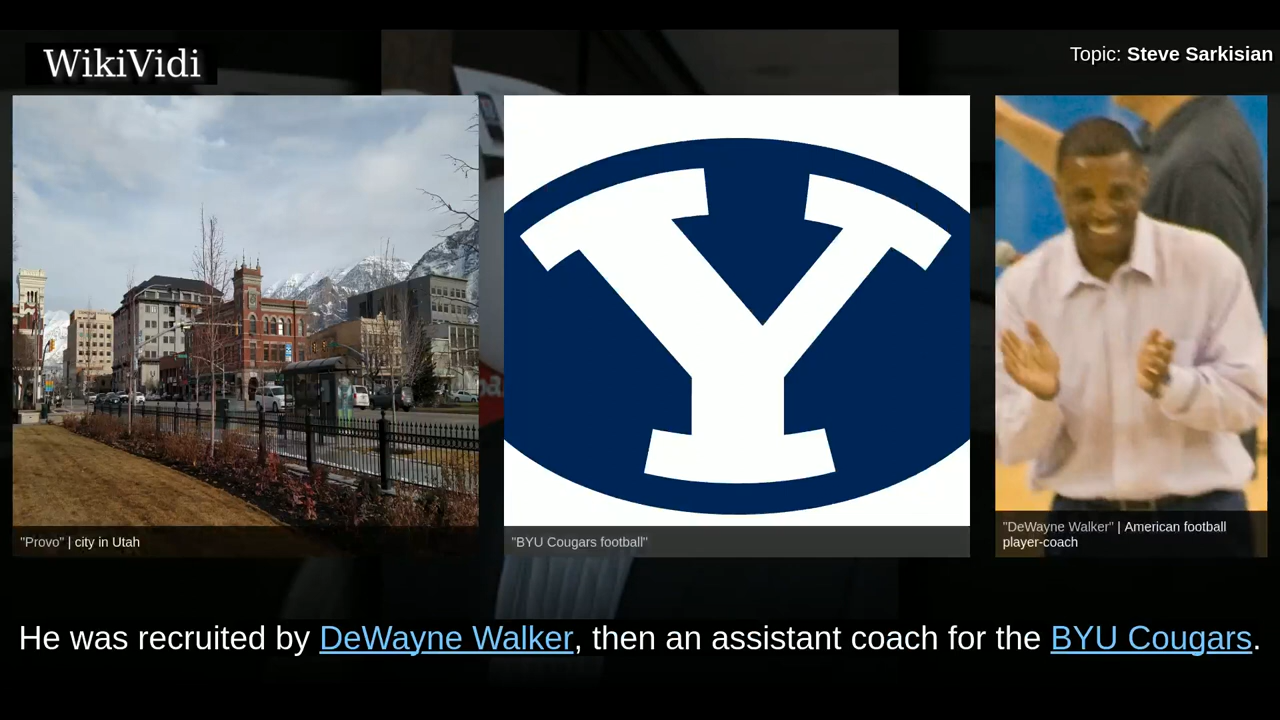 WikiVidi
Topic: Steve Sarkisian
Y
"Provo" | city in Utah
"BYU Cougars football"
"DeWayne Walker" | American football
player-coach
He was recruited by DeWayne Walker, then an assistant coach for the BYU Cougars.